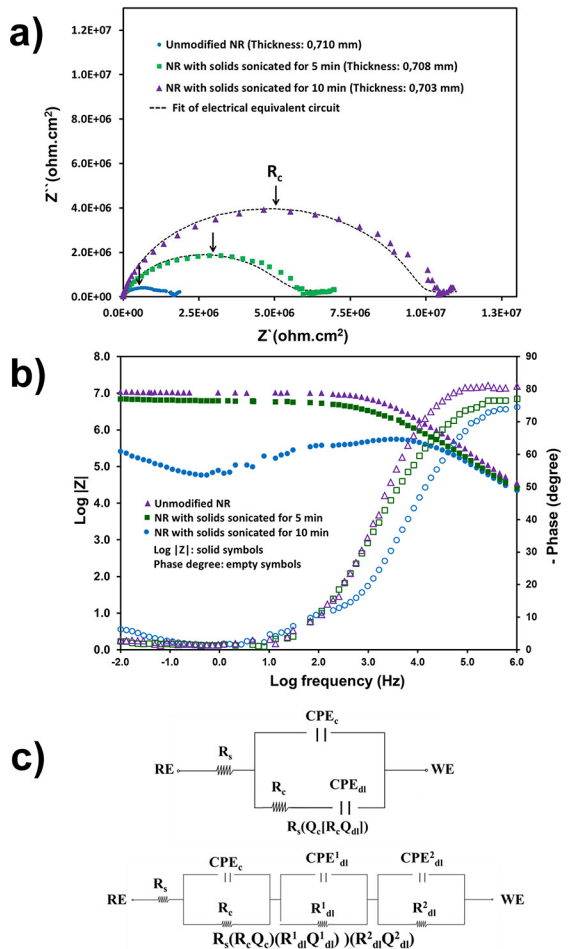 a)
1.2E+07
1.0E+07
8.0E+06
6.0E+06
4.0E+06
2.0E+06
0.0E+00
Z``(ohm.cm²)
Unmodified NR (Thickness: 0,710 mm)
NR with solids sonicated for 5 min (Thickness: 0,708 mm)
NR with solids sonicated for 10 min (Thickness: 0,703 mm)
Fit of electrical equivalent circuit
Rc
0.0E+00 2.5E+06 5.0E+06 7.5E+06 1.0E+07 1.3E+07
Z`(ohm.cm²)
b)
8.0
7.0
6.0
5.0
4.0
3.0
2.0
1.0
0.0
Log |Z|
90
80
70
60
50
40
30
20
10
0
- Phase (degree)
Unmodified NR
NR with solids sonicated for 5 min
NR with solids sonicated for 10 min
Log |Z|: solid symbols
Phase degree: empty symbols
-2.0 -1.0 0.0 1.0 2.0 3.0 4.0 5.0 6.0
Log frequency (Hz)
c)
CPEc
RE Rs WE
Rc CPEdl
Rs(Qc[RcQdl])
CPEc CPE¹dl CPE²dl
RE Rs WE
Rc R¹dl R²dl
Rs(RcQc)(R¹dlQ¹dl) )(R²dlQ²dl)